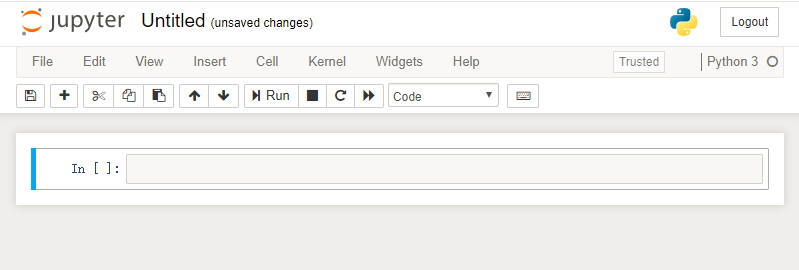 jupyter Untitled (unsaved changes) Logout
File Edit View Insert Cell Kernel Widgets Help Trusted Python 3
Run Code
In [ ]: